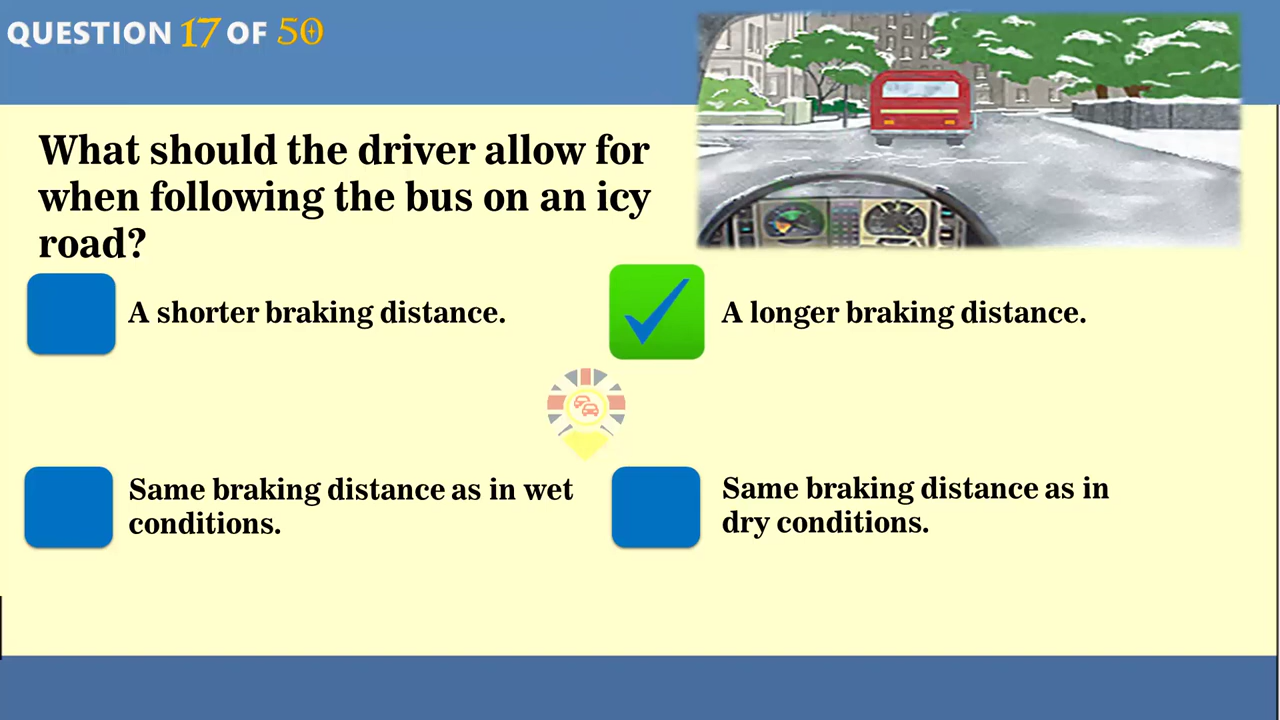 QUESTION 17 OF 50
What should the driver allow for
when following the bus on an icy
road?
A shorter braking distance.
A longer braking distance.
Same braking distance as in wet
conditions.
Same braking distance as in
dry conditions.